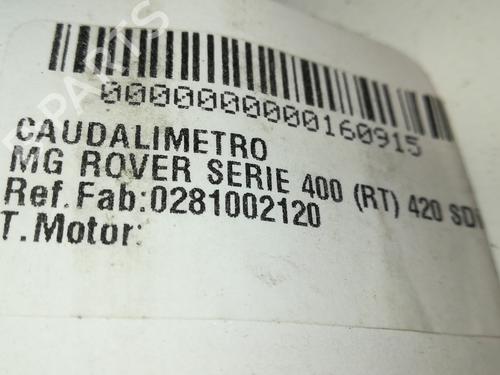 0000000000160915
CAUDALIMETRO
MG ROVER SERIE 400 (RT) 420 SDI
Ref.Fab:0281002120
T.Motor: